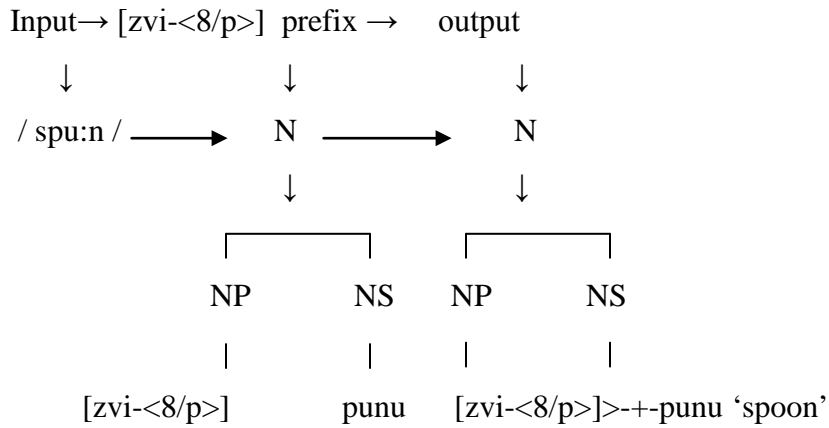 Input→ [zvi-<8/p>] prefix → output
↓ ↓ ↓
/ spu:n / N N
↓ ↓
NP NS NP NS
[zvi-<8/p>] punu [zvi-<8/p>]>-+-punu ‘spoon’